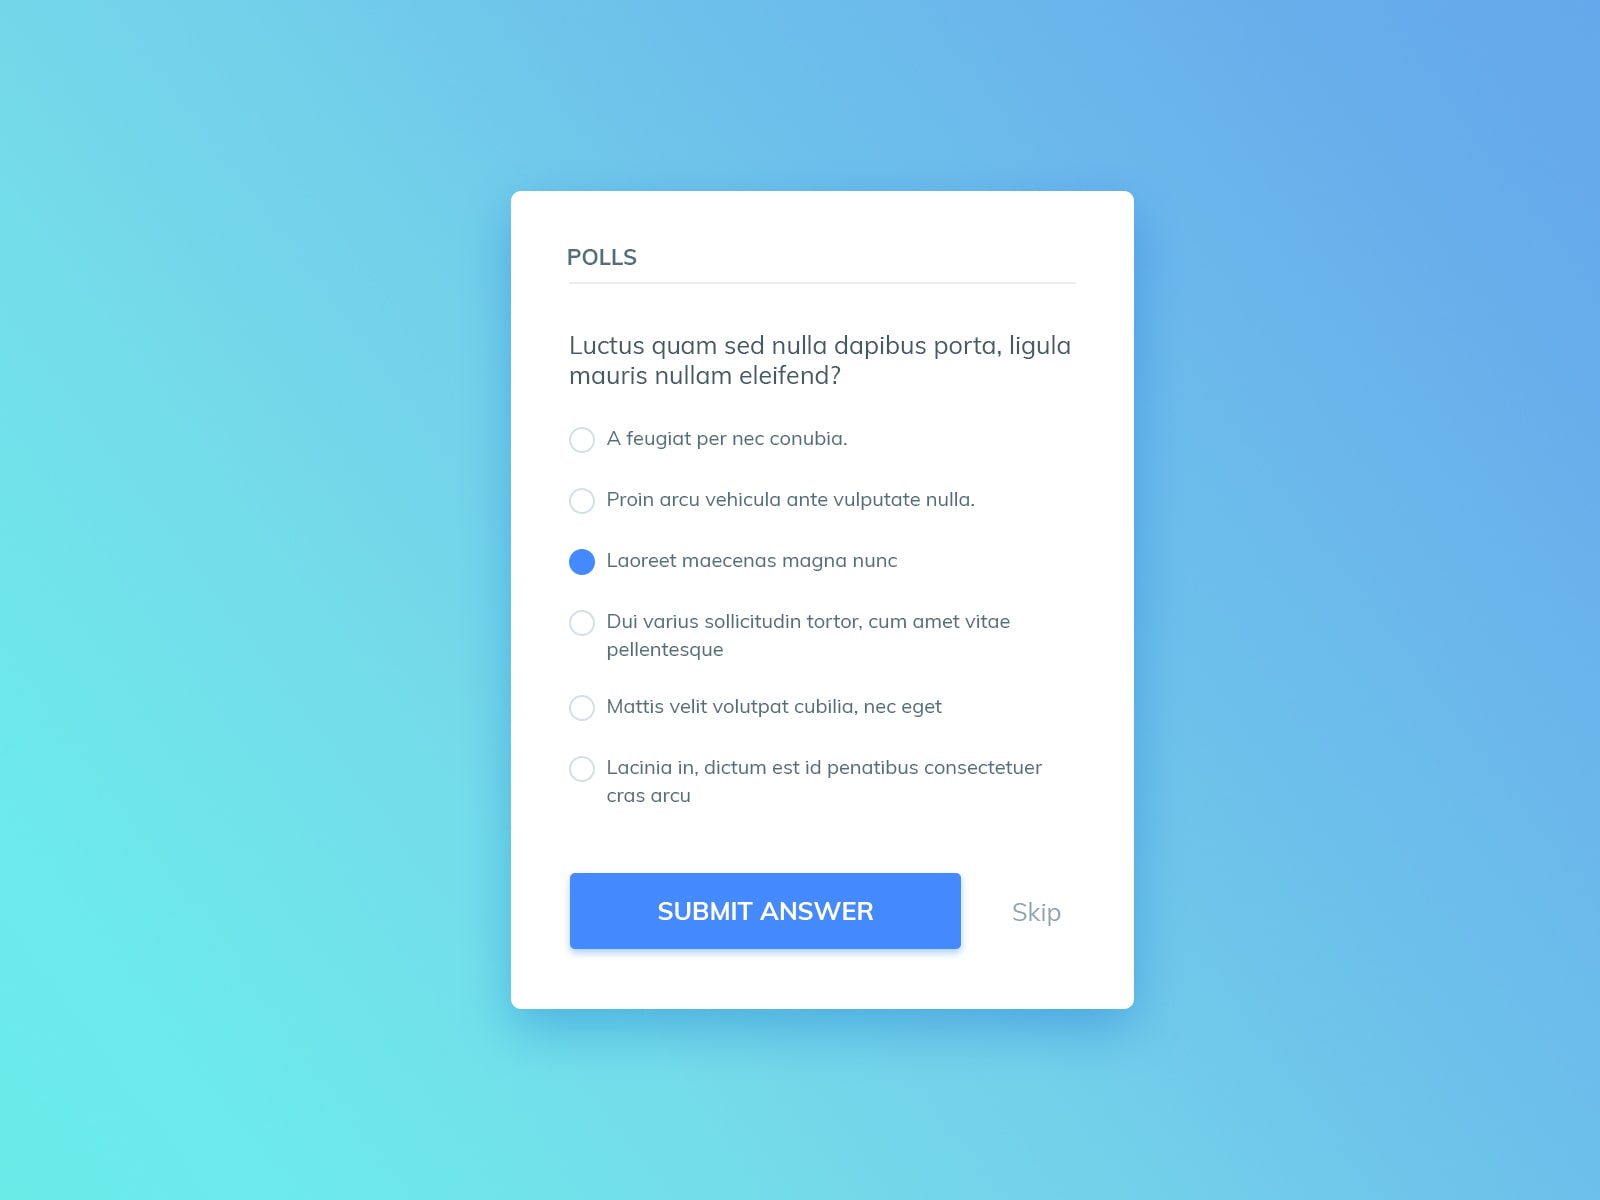 POLLS
Luctus quam sed nulla dapibus porta, ligula
mauris nullam eleifend?
A feugiat per nec conubia.
Proin arcu vehicula ante vulputate nulla.
Laoreet maecenas magna nunc
Dui varius sollicitudin tortor, cum amet vitae
pellentesque
Mattis velit volutpat cubilia, nec eget
Lacinia in, dictum est id penatibus consectetuer
cras arcu
SUBMIT ANSWER
Skip